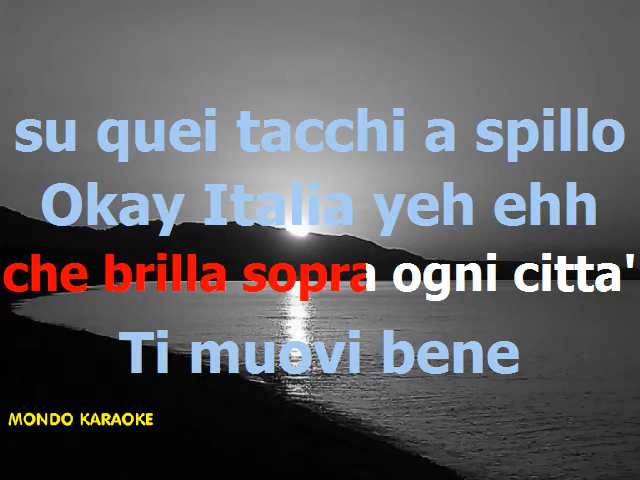 su quei tacchi a spillo
Okay Italia yeh ehh
che brilla sopra ogni citta'
Ti muovi bene
MONDO KARAOKE